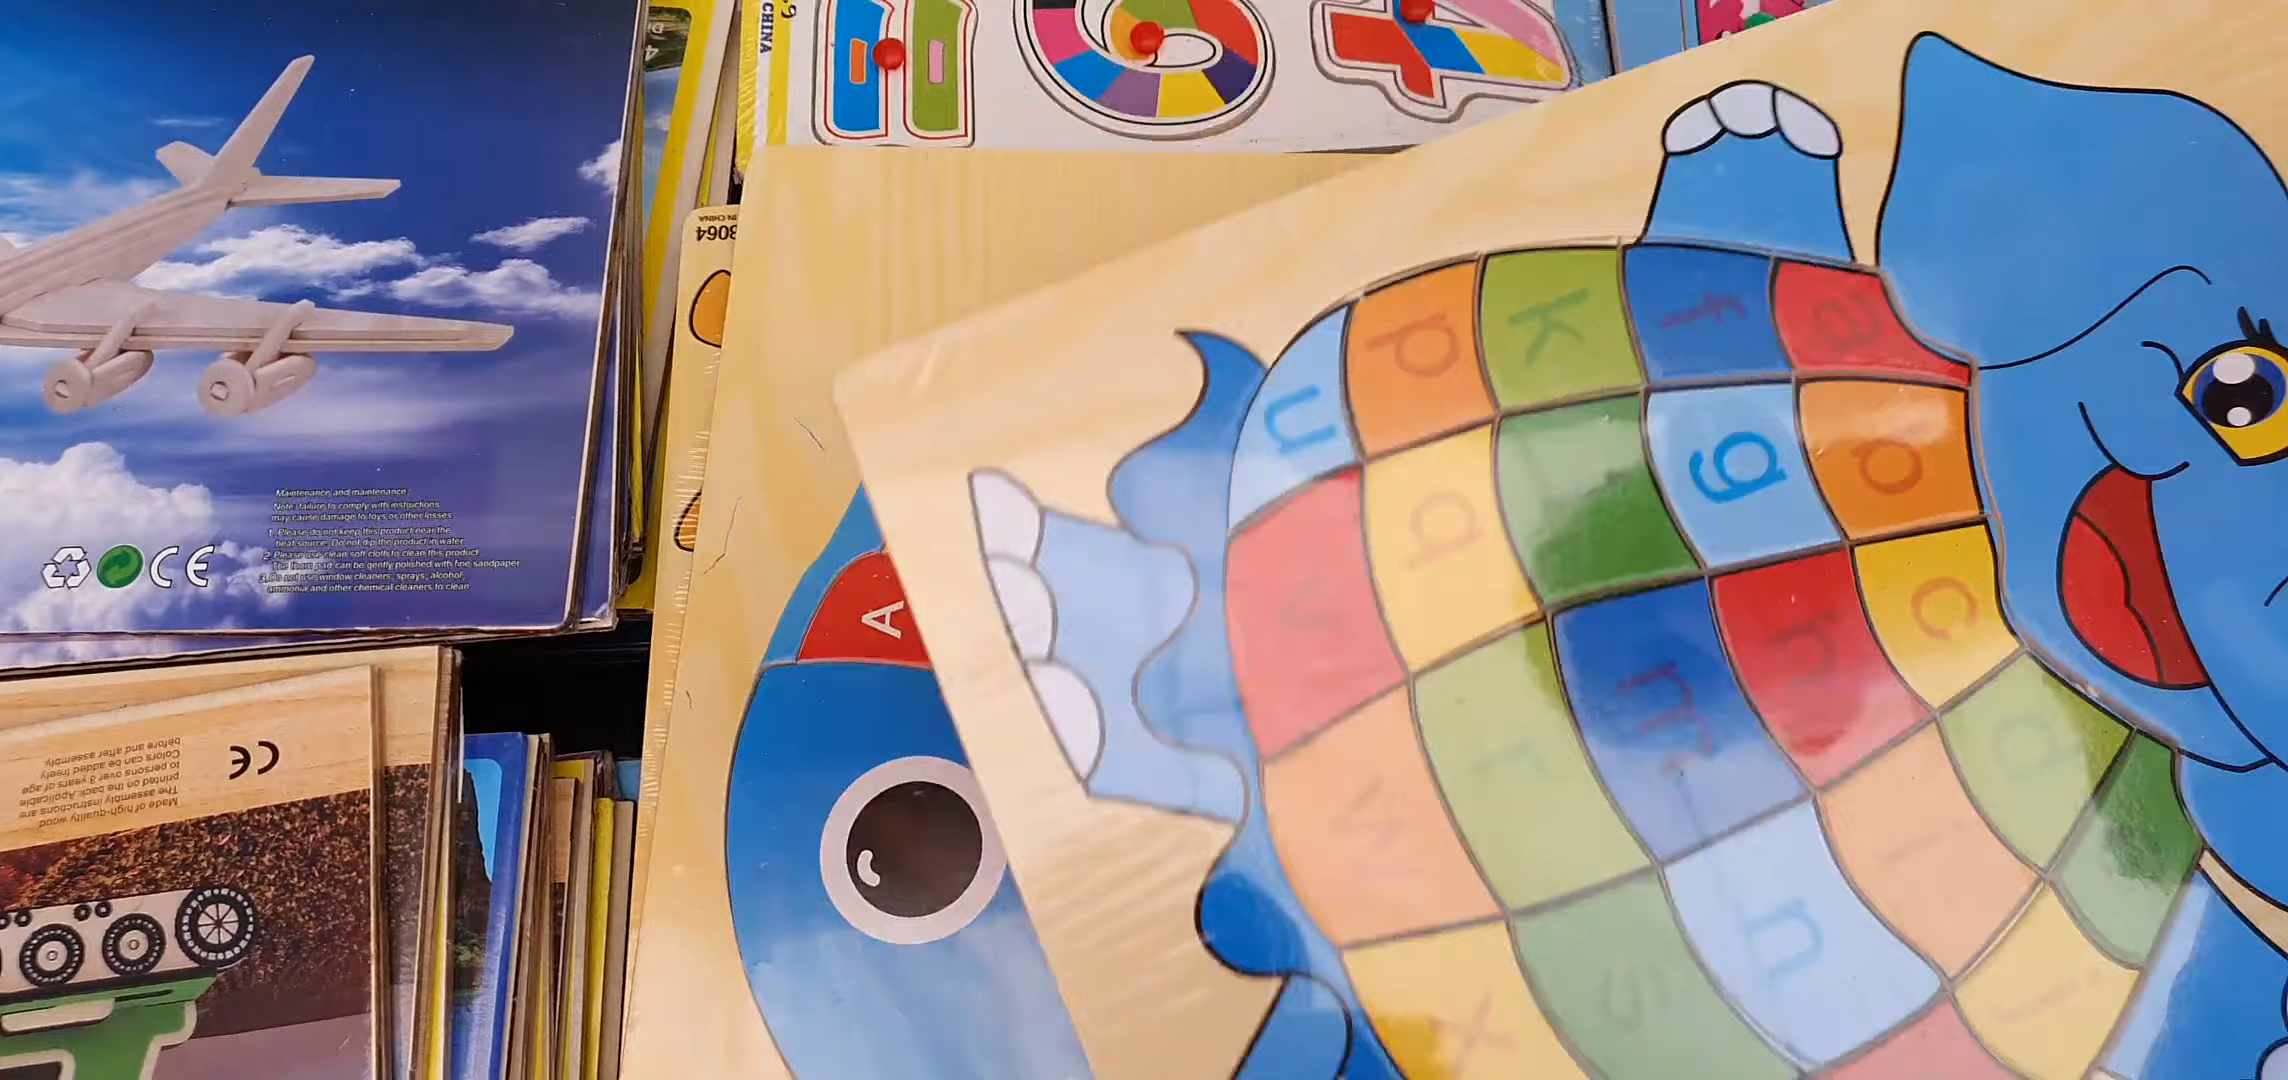 CHINA
IN CHINA
3064
Maintenance and maintenance:
Note: failure to comply with instructions
may cause damage to toys or other losses
1. Please do not keep this product near the
heat source. Do not dip the product in water
2. Please use clean soft cloth to clean this product
The thorn pad can be gently polished with fine sandpaper
3. Do not use window cleaners, sprays, alcohol,
ammonia and other chemical cleaners to clean
CE
CE
Made of high-quality wood
The assembly instructions are
printed on the back. Applicable
to persons over 3 years of age
Colors can be added freely
before and after assembly
A
u p k f a
q g b
v r m h c
w s n i d
x j